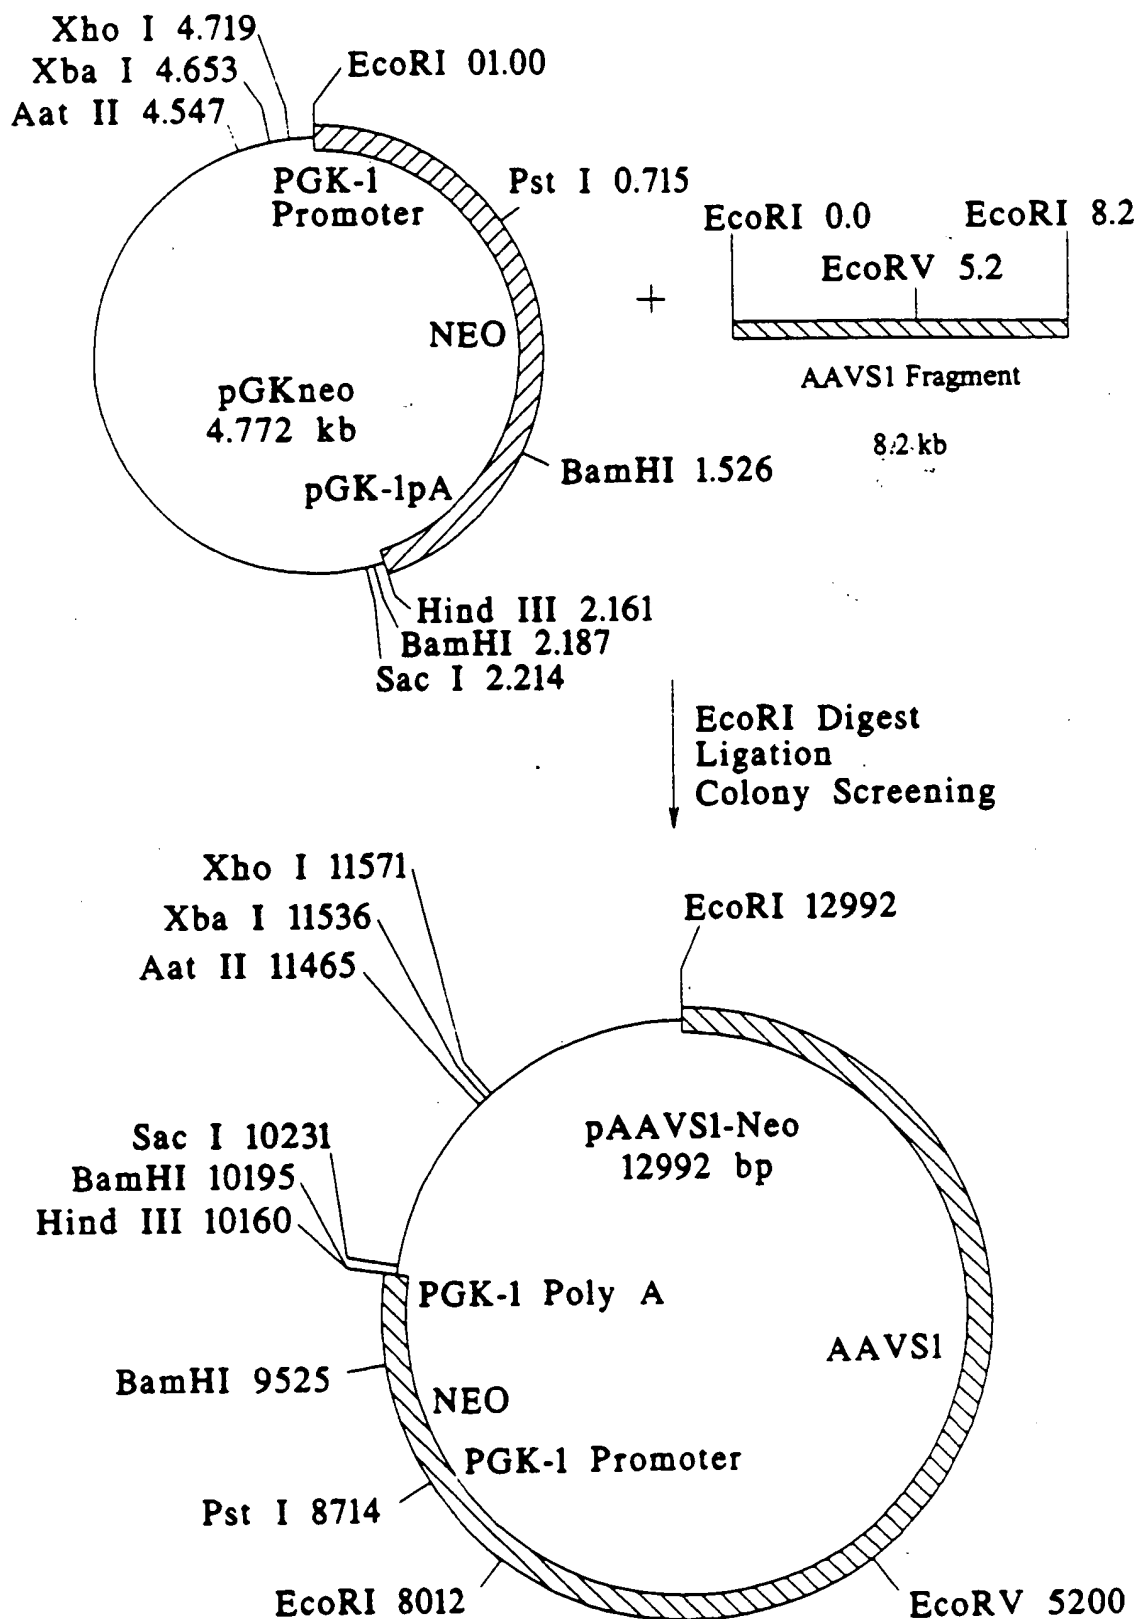 Xho I 4.719
Xba I 4.653
Aat II 4.547
EcoRI 01.00
PGK-1
Promoter
Pst I 0.715
NEO
pGKneo
4.772 kb
pGK-1pA
BamHI 1.526
Hind III 2.161
BamHI 2.187
Sac I 2.214
+
EcoRI 0.0
EcoRI 8.2
EcoRV 5.2
AAVS1 Fragment
8.2 kb
EcoRI Digest
Ligation
Colony Screening
Xho I 11571
Xba I 11536
Aat II 11465
EcoRI 12992
Sac I 10231
BamHI 10195
Hind III 10160
pAAVS1-Neo
12992 bp
PGK-1 Poly A
AAVS1
BamHI 9525
NEO
PGK-1 Promoter
Pst I 8714
EcoRI 8012
EcoRV 5200